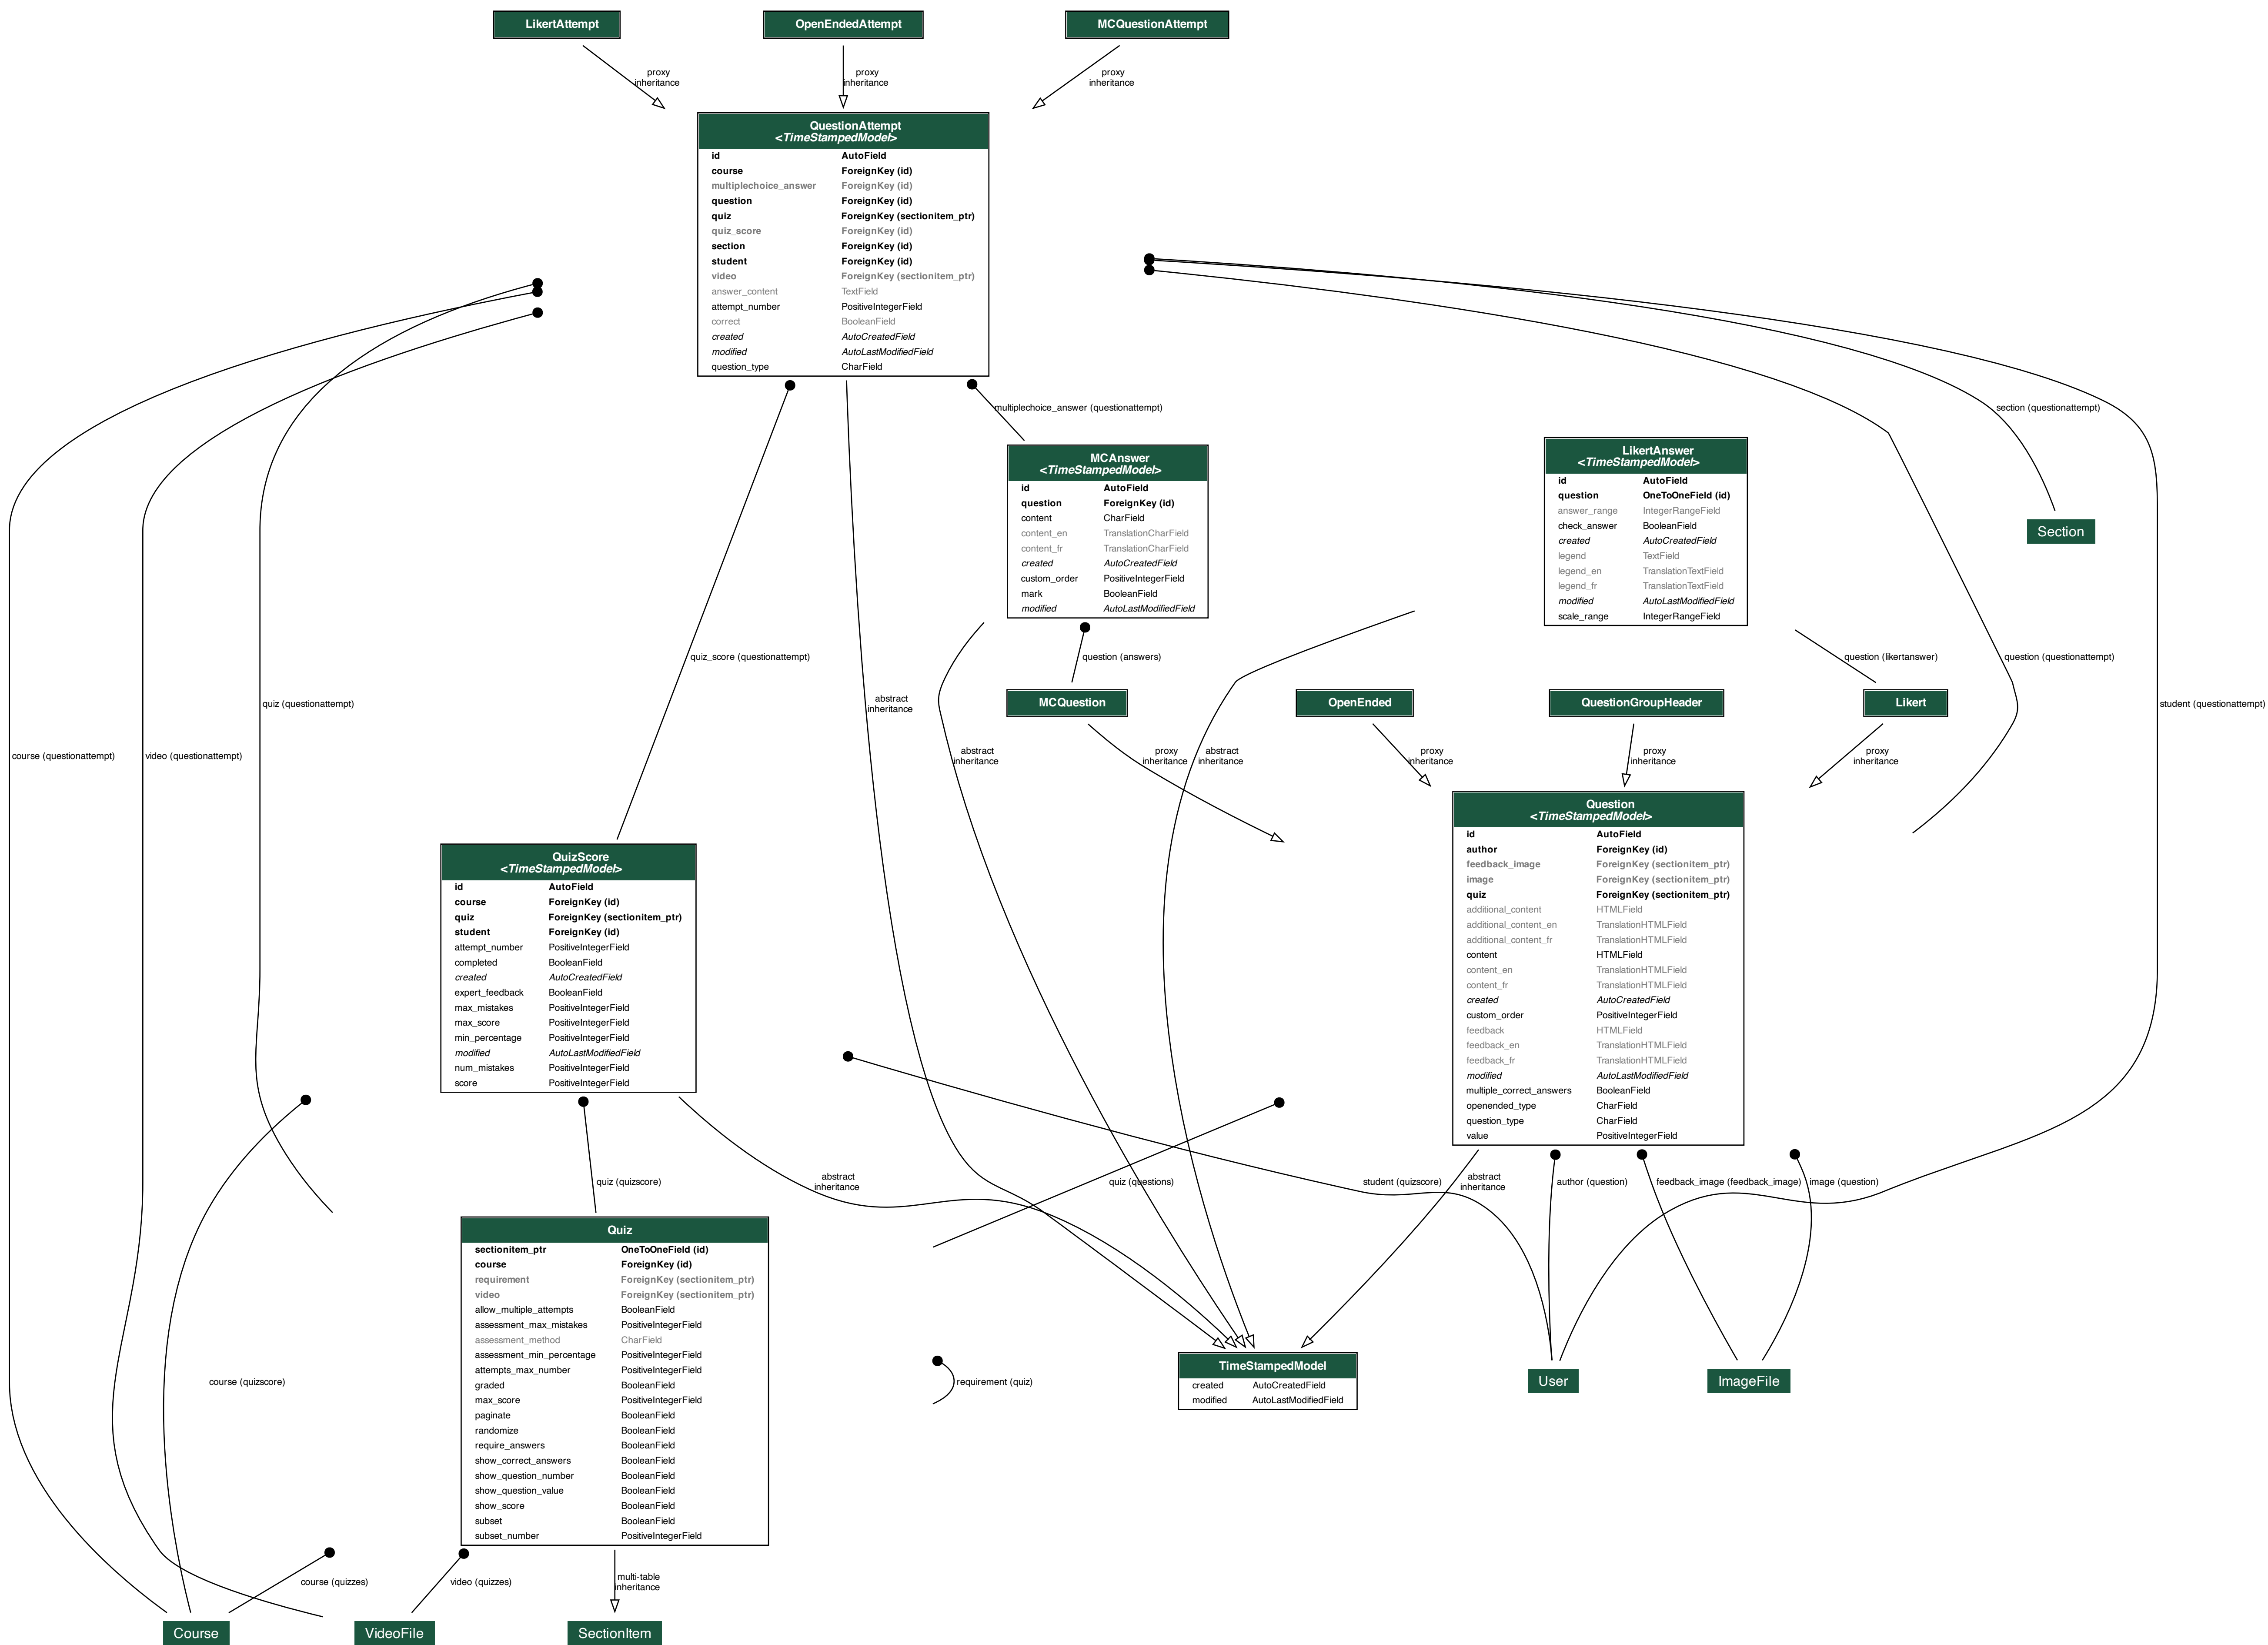 LikertAttempt
OpenEndedAttempt
MCQuestionAttempt
proxy
inheritance
proxy
inheritance
proxy
inheritance
QuestionAttempt
<TimeStampedModel>
id AutoField
course ForeignKey (id)
multiplechoice_answer ForeignKey (id)
question ForeignKey (id)
quiz ForeignKey (sectionitem_ptr)
quiz_score ForeignKey (id)
section ForeignKey (id)
student ForeignKey (id)
video ForeignKey (sectionitem_ptr)
answer_content TextField
attempt_number PositiveIntegerField
correct BooleanField
created AutoCreatedField
modified AutoLastModifiedField
question_type CharField
multiplechoice_answer (questionattempt)
section (questionattempt)
MCAnswer
<TimeStampedModel>
id AutoField
question ForeignKey (id)
content CharField
content_en TranslationCharField
content_fr TranslationCharField
created AutoCreatedField
custom_order PositiveIntegerField
mark BooleanField
modified AutoLastModifiedField
LikertAnswer
<TimeStampedModel>
id AutoField
question OneToOneField (id)
answer_range IntegerRangeField
check_answer BooleanField
created AutoCreatedField
legend TextField
legend_en TranslationTextField
legend_fr TranslationTextField
modified AutoLastModifiedField
scale_range IntegerRangeField
Section
quiz_score (questionattempt)
question (answers)
question (likertanswer)
question (questionattempt)
course (questionattempt)
video (questionattempt)
quiz (questionattempt)
abstract
inheritance
student (questionattempt)
MCQuestion
OpenEnded
QuestionGroupHeader
Likert
abstract
inheritance
proxy
inheritance
abstract
inheritance
proxy
inheritance
proxy
inheritance
proxy
inheritance
Question
<TimeStampedModel>
id AutoField
author ForeignKey (id)
feedback_image ForeignKey (sectionitem_ptr)
image ForeignKey (sectionitem_ptr)
quiz ForeignKey (sectionitem_ptr)
additional_content HTMLField
additional_content_en TranslationHTMLField
additional_content_fr TranslationHTMLField
content HTMLField
content_en TranslationHTMLField
content_fr TranslationHTMLField
created AutoCreatedField
custom_order PositiveIntegerField
feedback HTMLField
feedback_en TranslationHTMLField
feedback_fr TranslationHTMLField
modified AutoLastModifiedField
multiple_correct_answers BooleanField
openended_type CharField
question_type CharField
value PositiveIntegerField
QuizScore
<TimeStampedModel>
id AutoField
course ForeignKey (id)
quiz ForeignKey (sectionitem_ptr)
student ForeignKey (id)
attempt_number PositiveIntegerField
completed BooleanField
created AutoCreatedField
expert_feedback BooleanField
max_mistakes PositiveIntegerField
max_score PositiveIntegerField
min_percentage PositiveIntegerField
modified AutoLastModifiedField
num_mistakes PositiveIntegerField
score PositiveIntegerField
quiz (quizscore)
abstract
inheritance
quiz (questions)
student (quizscore)
abstract
inheritance
author (question)
feedback_image (feedback_image)
image (question)
Quiz
sectionitem_ptr OneToOneField (id)
course ForeignKey (id)
requirement ForeignKey (sectionitem_ptr)
video ForeignKey (sectionitem_ptr)
allow_multiple_attempts BooleanField
assessment_max_mistakes PositiveIntegerField
assessment_method CharField
assessment_min_percentage PositiveIntegerField
attempts_max_number PositiveIntegerField
graded BooleanField
max_score PositiveIntegerField
paginate BooleanField
randomize BooleanField
require_answers BooleanField
show_correct_answers BooleanField
show_question_number BooleanField
show_question_value BooleanField
show_score BooleanField
subset BooleanField
subset_number PositiveIntegerField
course (quizscore)
requirement (quiz)
TimeStampedModel
created AutoCreatedField
modified AutoLastModifiedField
User
ImageFile
course (quizzes)
video (quizzes)
multi-table
inheritance
Course
VideoFile
SectionItem